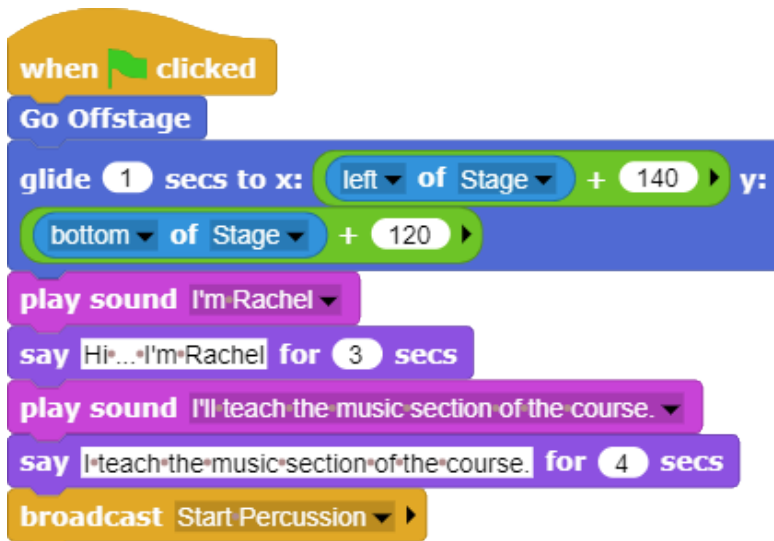 when clicked
Go Offstage
glide 1 secs to x: left of Stage + 140 y:
bottom of Stage + 120
play sound I'm Rachel
say Hi ... I'm Rachel for 3 secs
play sound I'll teach the music section of the course.
say I teach the music section of the course. for 4 secs
broadcast Start Percussion